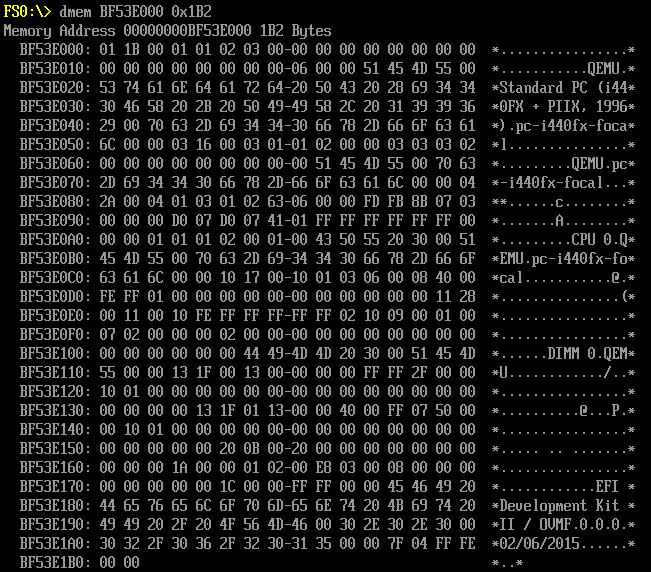 FS0:\> dmem BF53E000 0x1B2
Memory Address 00000000BF53E000 1B2 Bytes
BF53E000: 01 1B 00 01 01 02 03 00-00 00 00 00 00 00 00 00 *................*
BF53E010: 00 00 00 00 00 00 00 00-06 00 00 51 45 4D 55 00 *...........QEMU.*
BF53E020: 53 74 61 6E 64 61 72 64-20 50 43 20 28 69 34 34 *Standard PC (i44*
BF53E030: 30 46 58 20 2B 20 50 49-49 58 2C 20 31 39 39 36 *0FX + PIIX, 1996*
BF53E040: 29 00 70 63 2D 69 34 34-30 66 78 2D 66 6F 63 61 *).pc-i440fx-foca*
BF53E050: 6C 00 00 03 16 00 03 01-01 02 00 00 03 03 03 02 *l...............*
BF53E060: 00 00 00 00 00 00 00 00-00 51 45 4D 55 00 70 63 *.........QEMU.pc*
BF53E070: 2D 69 34 34 30 66 78 2D-66 6F 63 61 6C 00 00 04 *-i440fx-focal...*
BF53E080: 2A 00 04 01 03 01 02 63-06 00 00 FD FB 8B 07 03 **......c........*
BF53E090: 00 00 00 D0 07 D0 07 41-01 FF FF FF FF FF FF 00 *.......A........*
BF53E0A0: 00 00 01 01 01 02 00 01-00 43 50 55 20 30 00 51 *.........CPU 0.Q*
BF53E0B0: 45 4D 55 00 70 63 2D 69-34 34 30 66 78 2D 66 6F *EMU.pc-i440fx-fo*
BF53E0C0: 63 61 6C 00 00 10 17 00-10 01 03 06 00 08 40 00 *cal...........@.*
BF53E0D0: FE FF 01 00 00 00 00 00-00 00 00 00 00 00 11 28 *...............(*
BF53E0E0: 00 11 00 10 FE FF FF FF-FF FF 02 10 09 00 01 00 *................*
BF53E0F0: 07 02 00 00 00 02 00 00-00 00 00 00 00 00 00 00 *................*
BF53E100: 00 00 00 00 00 00 44 49-4D 4D 20 30 00 51 45 4D *......DIMM 0.QEM*
BF53E110: 55 00 00 13 1F 00 13 00-00 00 00 FF FF 2F 00 00 *U............/..*
BF53E120: 10 01 00 00 00 00 00 00-00 00 00 00 00 00 00 00 *................*
BF53E130: 00 00 00 00 13 1F 01 13-00 00 40 00 FF 07 50 00 *..........@...P.*
BF53E140: 00 10 01 00 00 00 00 00-00 00 00 00 00 00 00 00 *................*
BF53E150: 00 00 00 00 00 20 0B 00-20 00 00 00 00 00 00 00 *..... .. .......*
BF53E160: 00 00 00 1A 00 00 01 02-00 E8 03 00 08 00 00 00 *................*
BF53E170: 00 00 00 00 00 1C 00 00-FF FF 00 00 45 46 49 20 *............EFI *
BF53E180: 44 65 76 65 6C 6F 70 6D-65 6E 74 20 4B 69 74 20 *Development Kit *
BF53E190: 49 49 20 2F 20 4F 56 4D-46 00 30 2E 30 2E 30 00 *II / OVMF.0.0.0.*
BF53E1A0: 30 32 2F 30 36 2F 32 30-31 35 00 00 7F 04 FF FE *02/06/2015......*
BF53E1B0: 00 00 *..*